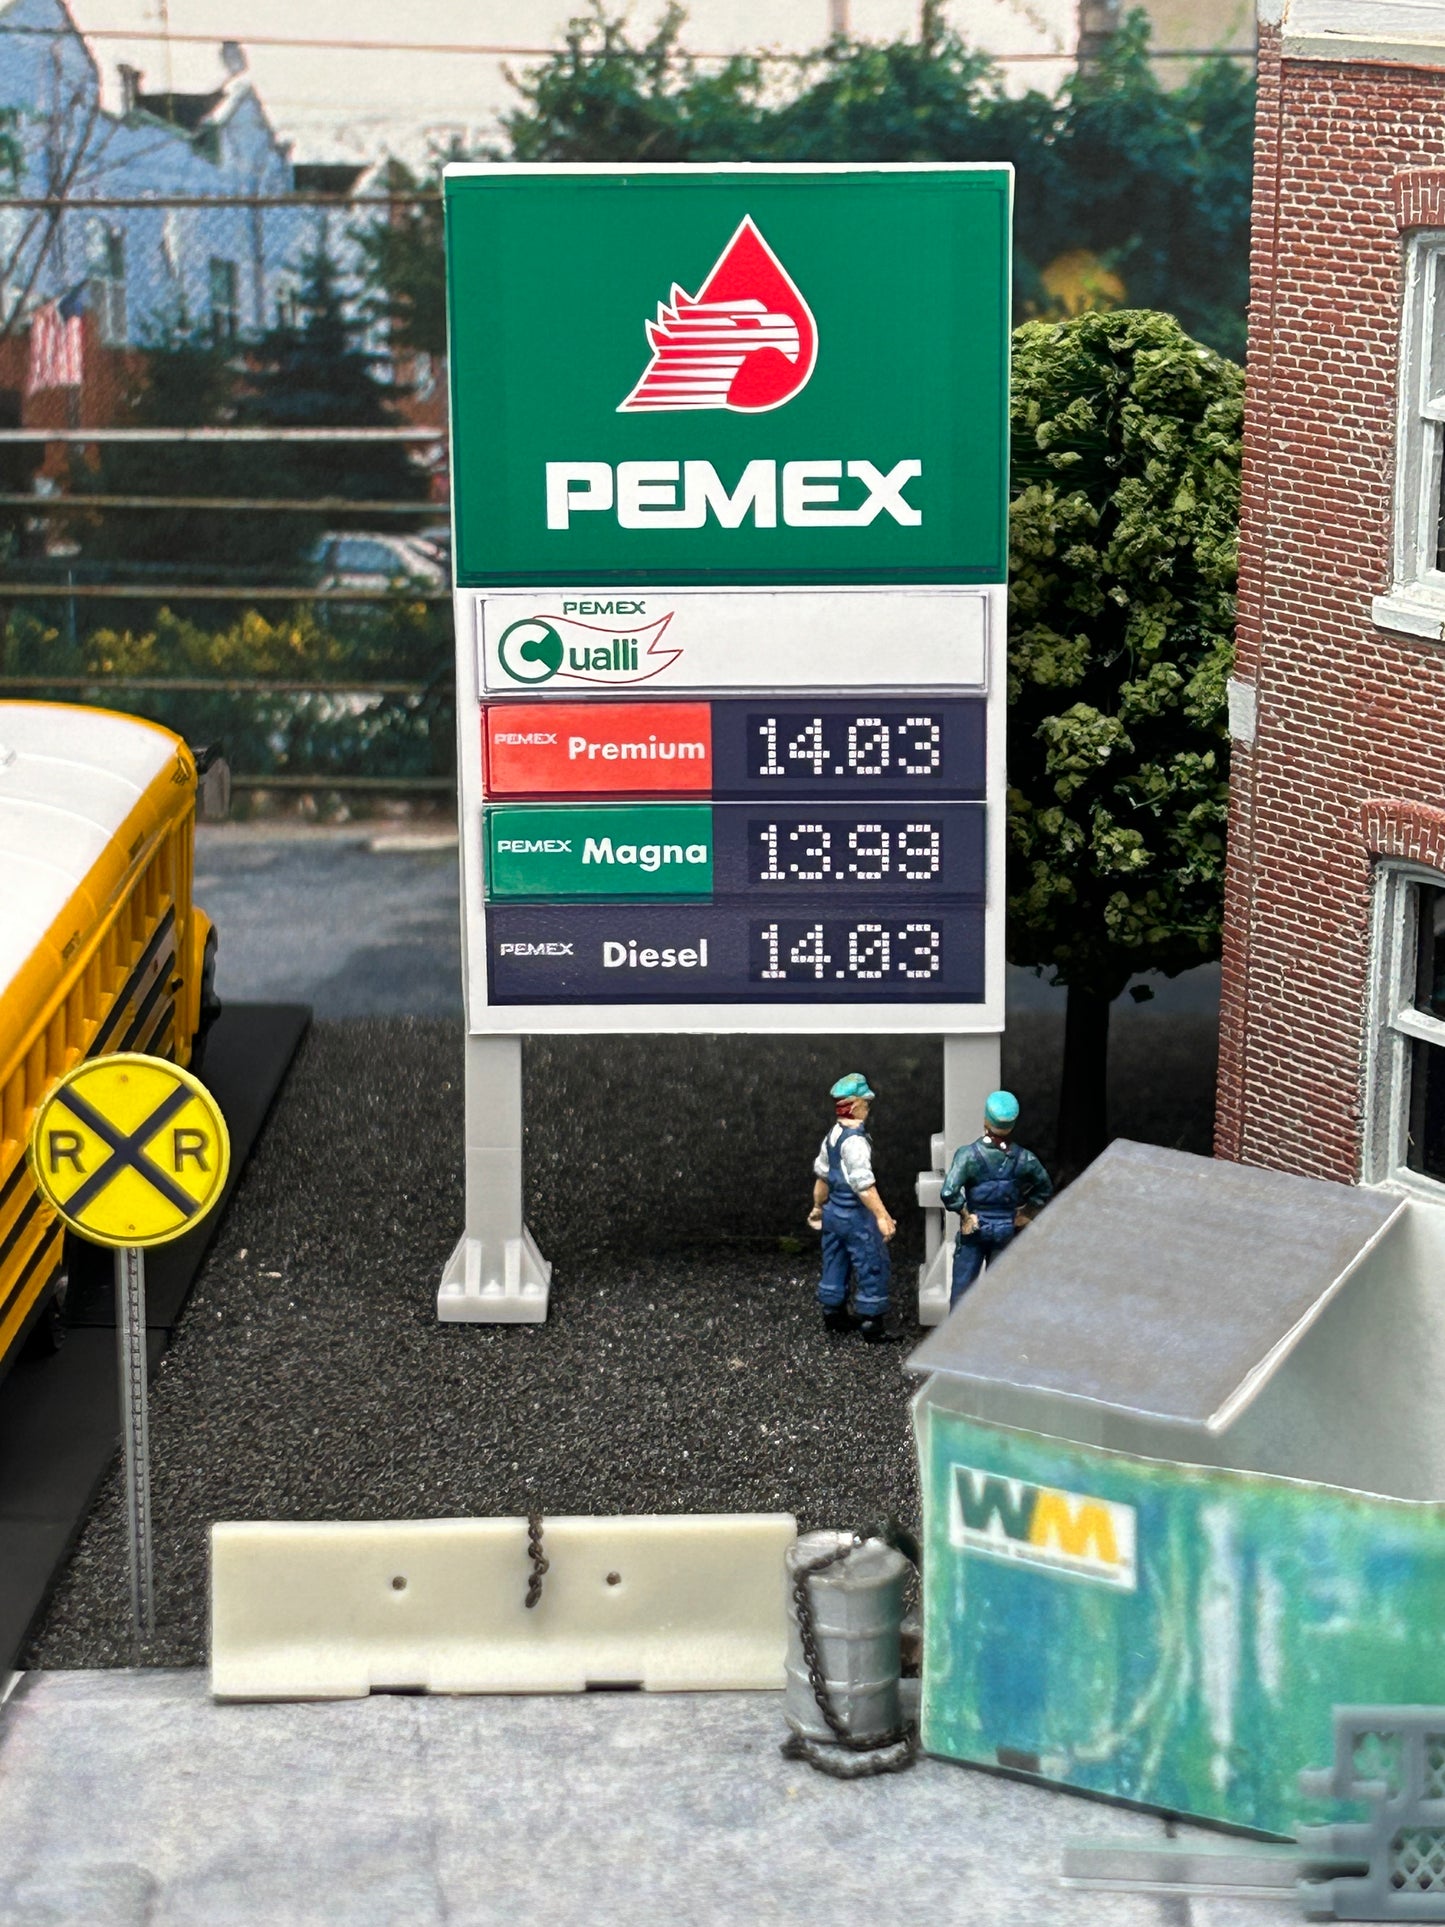 PEMEX
PEMEX
Cualli
PEMEX Premium 14.03
PEMEX Magna 13.99
PEMEX Diesel 14.03
R R
WM